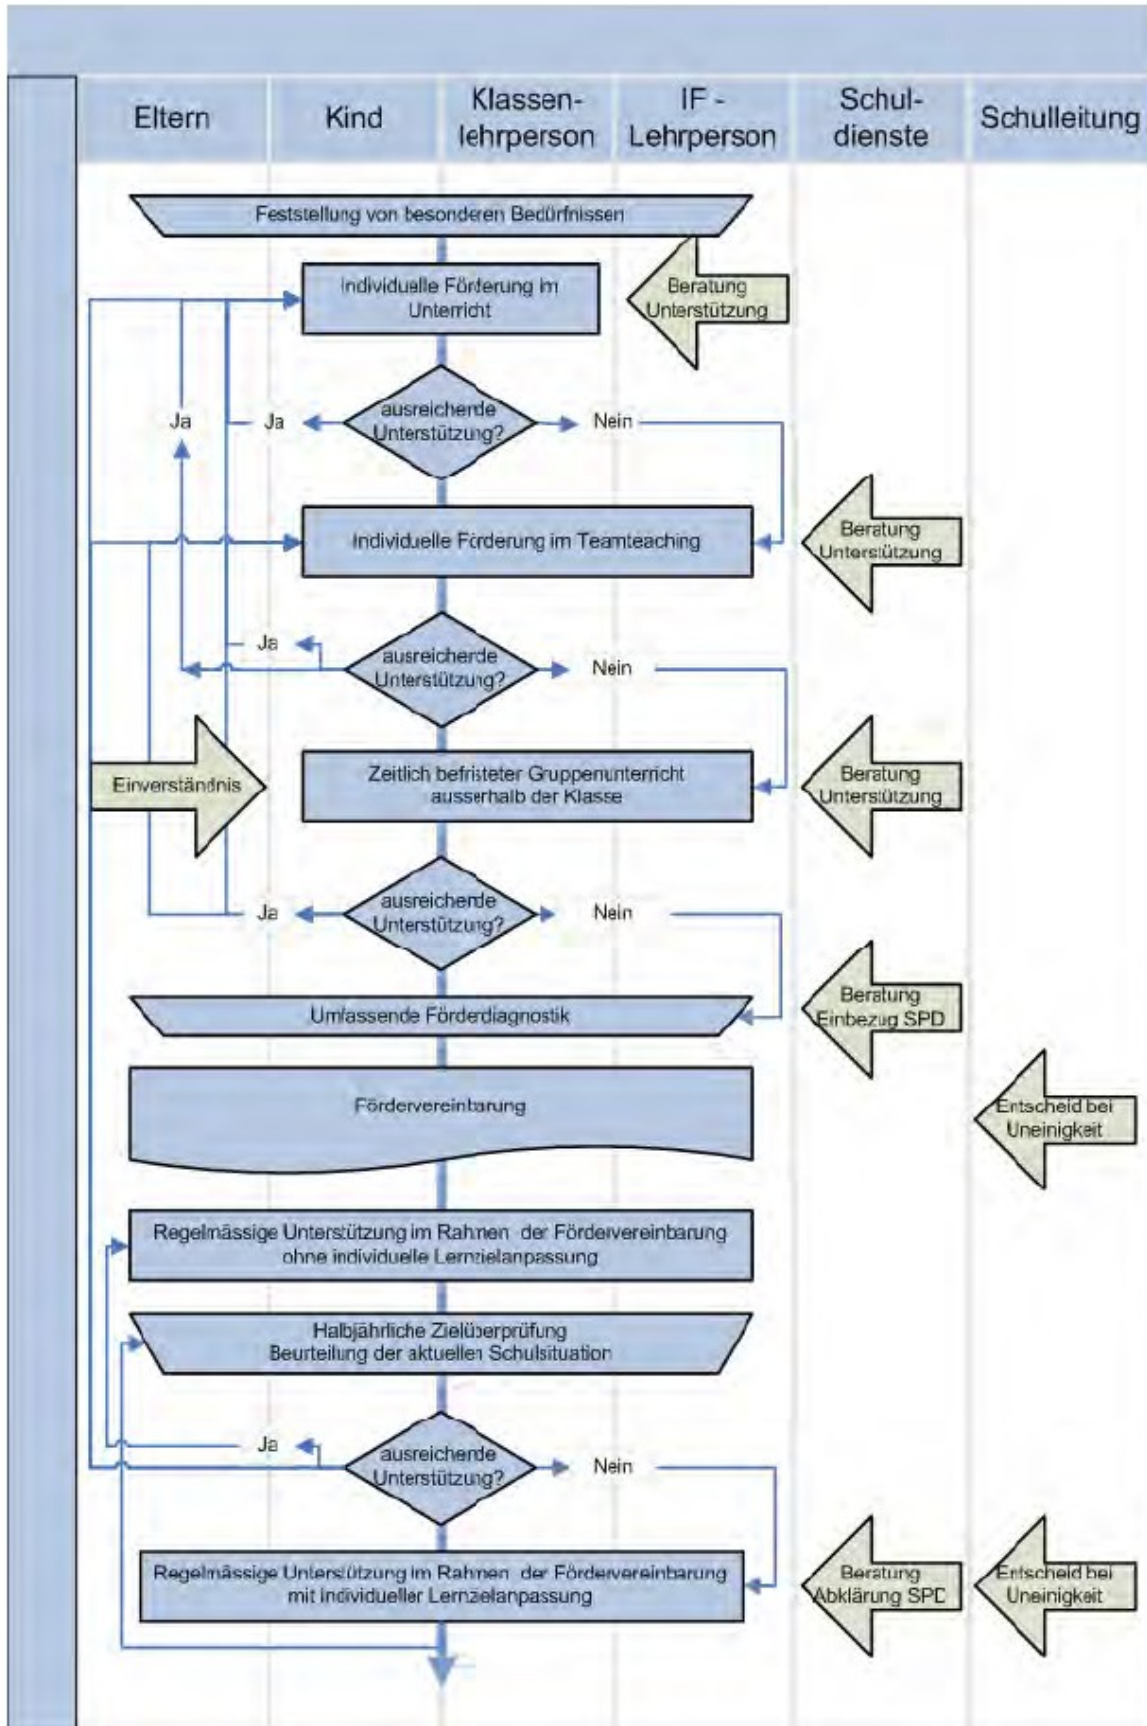 Eltern
Kind
Klassen-
lehrperson
IF -
Lehrperson
Schul-
dienste
Schulleitung
Feststellung von besonderen Bedürfnissen
Individuelle Förderung im
Unterricht
Beratung
Unterstützung
ausreichende
Unterstützung?
Ja
Ja
Nein
Individuelle Förderung im Teamteaching
Beratung
Unterstützung
ausreichende
Unterstützung?
Ja
Nein
Einverständnis
Zeitlich befristeter Gruppenunterricht
ausserhalb der Klasse
Beratung
Unterstützung
ausreichende
Unterstützung?
Ja
Nein
Umfassende Förderdiagnostik
Beratung
Einbezug SPD
Fördervereinbarung
Entscheid bei
Uneinigkeit
Regelmässige Unterstützung im Rahmen der Fördervereinbarung
ohne individuelle Lernzielanpassung
Halbjährliche Zielüberprüfung
Beurteilung der aktuellen Schulsituation
ausreichende
Unterstützung?
Ja
Nein
Regelmässige Unterstützung im Rahmen der Fördervereinbarung
mit individueller Lernzielanpassung
Beratung
Abklärung SPD
Entscheid bei
Uneinigkeit